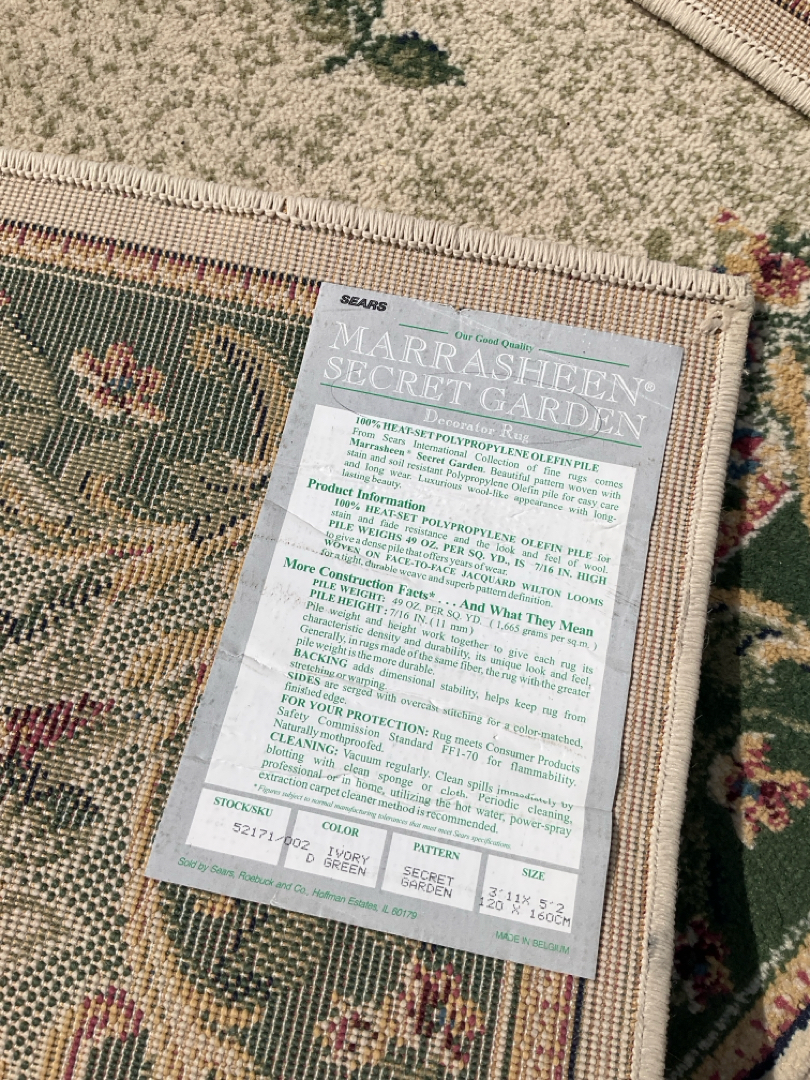 SEARS
Our Good Quality
MARRASHEEN®
SECRET GARDEN
Decorator Rug
100% HEAT-SET POLYPROPYLENE OLEFIN PILE
From Sears International Collection of fine rugs comes
Marrasheen* Secret Garden. Beautiful pattern woven with
stain and soil resistant Polypropylene Olefin pile for easy care
and long wear. Luxurious wool-like appearance with long-
lasting beauty.
Product Information
100% HEAT-SET POLYPROPYLENE OLEFIN PILE for
stain and fade resistance and the look and feel of wool.
PILE WEIGHS 49 OZ. PER SQ. YD., IS 7/16 IN. HIGH
to give a dense pile that offers years of wear.
WOVEN ON FACE-TO-FACE JACQUARD WILTON LOOMS
for a tight, durable weave and superb pattern definition.
More Construction Facts* . . . And What They Mean
PILE WEIGHT: 49 OZ. PER SQ. YD. (1,665 grams per sq.m.)
PILE HEIGHT: 7/16 IN. (11 mm)
Pile weight and height work together to give each rug its
characteristic density and durability, its unique look and feel.
Generally, in rugs made of the same fiber, the rug with the greater
pile weight is the more durable.
BACKING adds dimensional stability, helps keep rug from
stretching or warping.
SIDES are serged with overcast stitching for a color-matched,
finished edge.
FOR YOUR PROTECTION: Rug meets Consumer Products
Safety Commission Standard FF1-70 for flammability.
Naturally mothproofed.
CLEANING: Vacuum regularly. Clean spills immediately by
blotting with clean sponge or cloth. Periodic cleaning,
professional or in home, utilizing the hot water, power-spray
extraction carpet cleaner method is recommended.
*Figures subject to normal manufacturing tolerances that meet Sears specifications.
STOCK/SKU
52171/002
COLOR
IVORY
D GREEN
PATTERN
SECRET
GARDEN
SIZE
3'11X 5'2
120 X 160CM
Sold by Sears, Roebuck and Co., Hoffman Estates, IL 60179
MADE IN BELGIUM